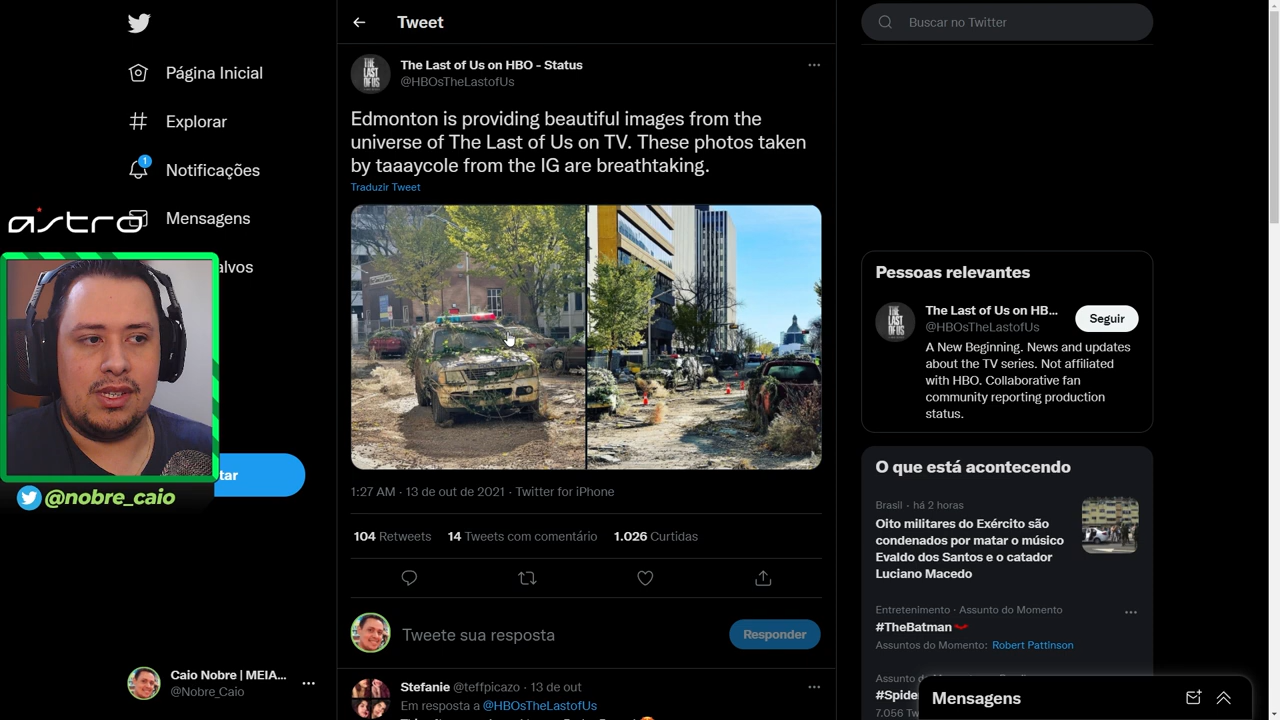 Tweet
Buscar no Twitter
Página Inicial
Explorar
1
Notificações
Mensagens
alvos
tar
astro
@nobre_caio
Caio Nobre | MEIA...
@Nobre_Caio
The Last of Us on HBO - Status
@HBOsTheLastofUs
Edmonton is providing beautiful images from the
universe of The Last of Us on TV. These photos taken
by taaaycole from the IG are breathtaking.
Traduzir Tweet
1:27 AM · 13 de out de 2021 · Twitter for iPhone
104 Retweets 14 Tweets com comentário 1.026 Curtidas
Tweete sua resposta
Responder
Stefanie @teffpicazo · 13 de out
Em resposta a @HBOsTheLastofUs
Pessoas relevantes
The Last of Us on HB...
@HBOsTheLastofUs
Seguir
A New Beginning. News and updates
about the TV series. Not affiliated
with HBO. Collaborative fan
community reporting production
status.
O que está acontecendo
Brasil · há 2 horas
Oito militares do Exército são
condenados por matar o músico
Evaldo dos Santos e o catador
Luciano Macedo
Entretenimento · Assunto do Momento
#TheBatman
Assuntos do Momento: Robert Pattinson
Assunto d
#Spide
7.056 Tw
Mensagens